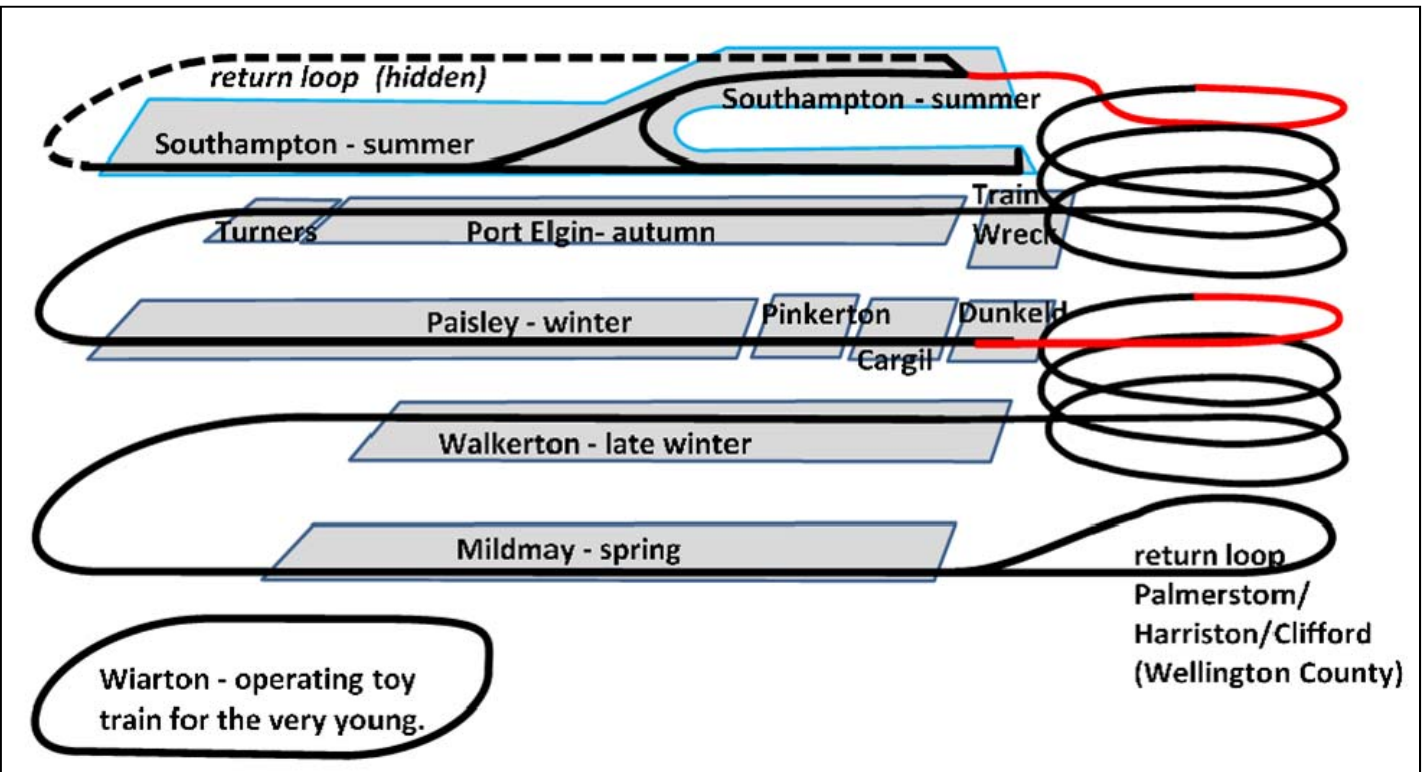 return loop (hidden)
Southampton - summer
Southampton - summer
Train
Wreck
Turners
Port Elgin- autumn
Paisley - winter
Pinkerton
Cargil
Dunkeld
Walkerton - late winter
Mildmay - spring
return loop
Palmerstom/
Harriston/Clifford
(Wellington County)
Wiarton - operating toy
train for the very young.